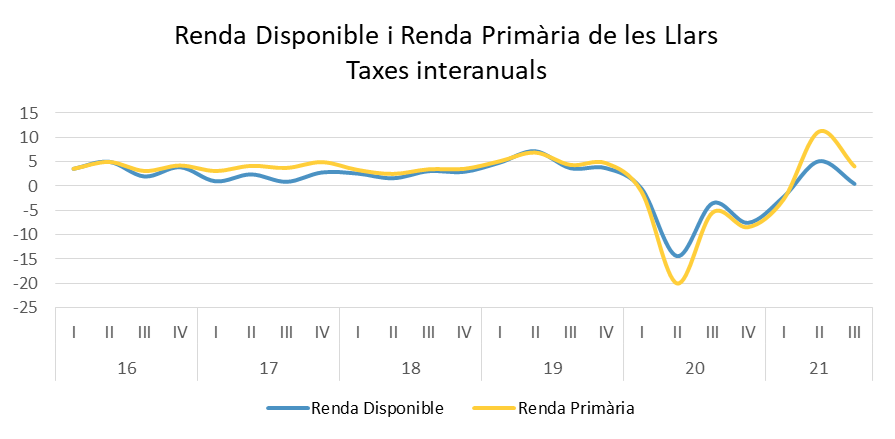 Renda Disponible i Renda Primària de les Llars
Taxes interanuals
15
10
5
0
-5
-10
-15
-20
-25
I II III IV I II III IV I II III IV I II III IV I II III IV I II III
16 17 18 19 20 21
Renda Disponible Renda Primària